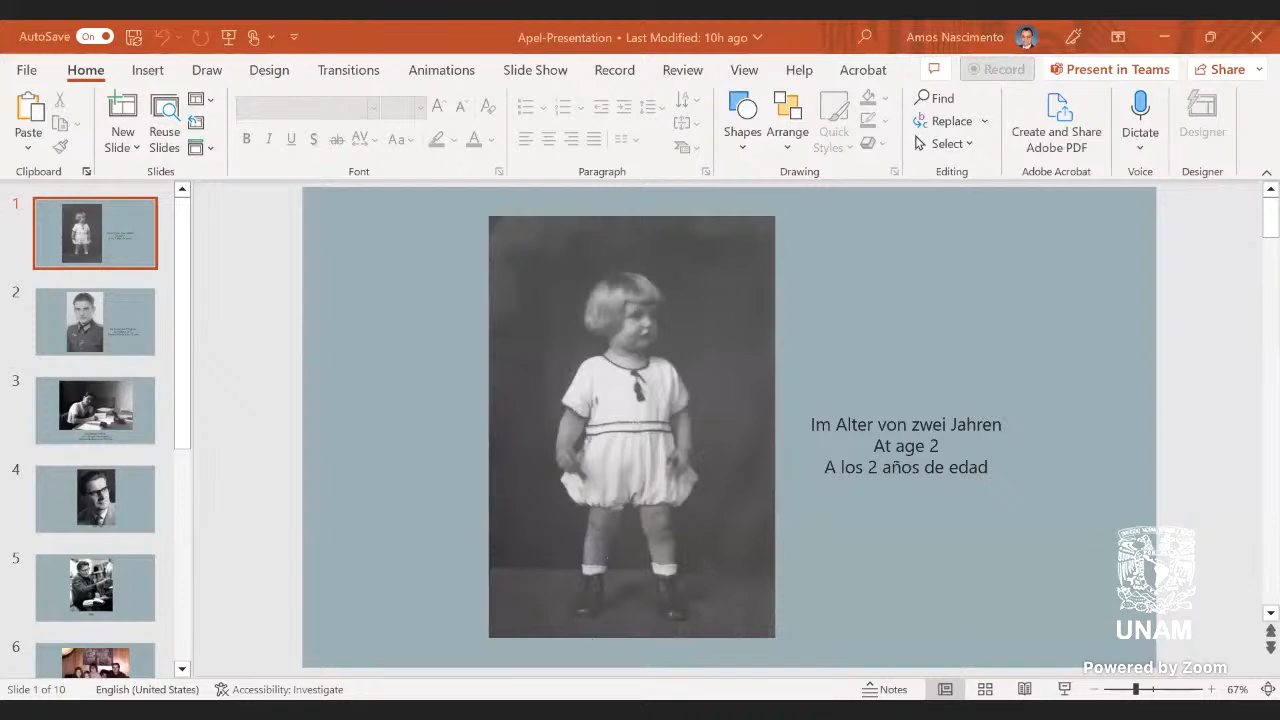 AutoSave On
Apel-Presentation • Last Modified: 10h ago
Amos Nascimento
File Home Insert Draw Design Transitions Animations Slide Show Record Review View Help Acrobat
Record Present in Teams Share
Paste
New
Slide
Reuse
Slides
B I U S ab AV Aa A
Shapes Arrange Quick
Styles
Find
Replace
Select
Create and Share
Adobe PDF
Dictate
Designer
Clipboard Slides Font Paragraph Drawing Editing Adobe Acrobat Voice Designer
1
2
3
4
5
6
Im Alter von zwei Jahren
At age 2
A los 2 años de edad
UNAM
Powered by Zoom
Slide 1 of 10 English (United States) Accessibility: Investigate Notes 67%